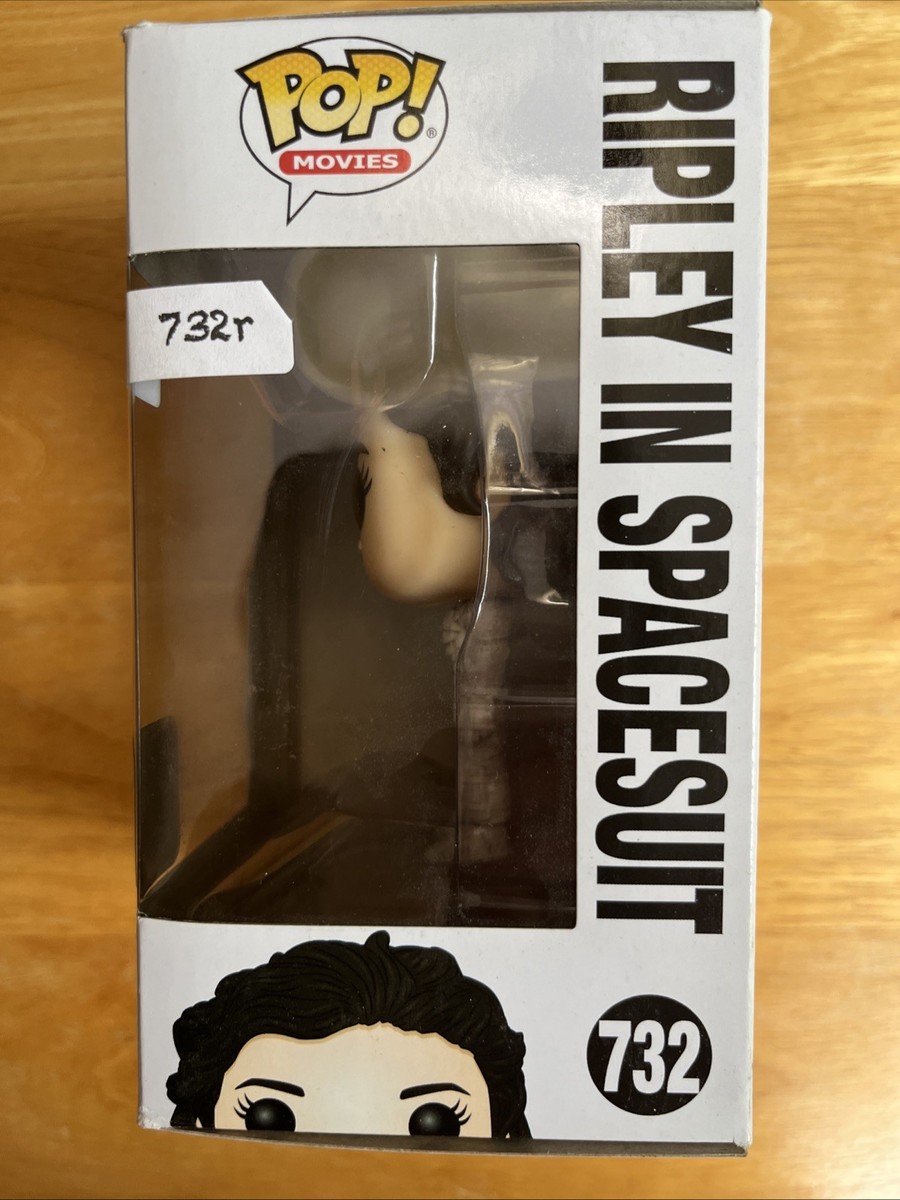 POP!®
MOVIES
732r
RIPLEY IN SPACESUIT
732